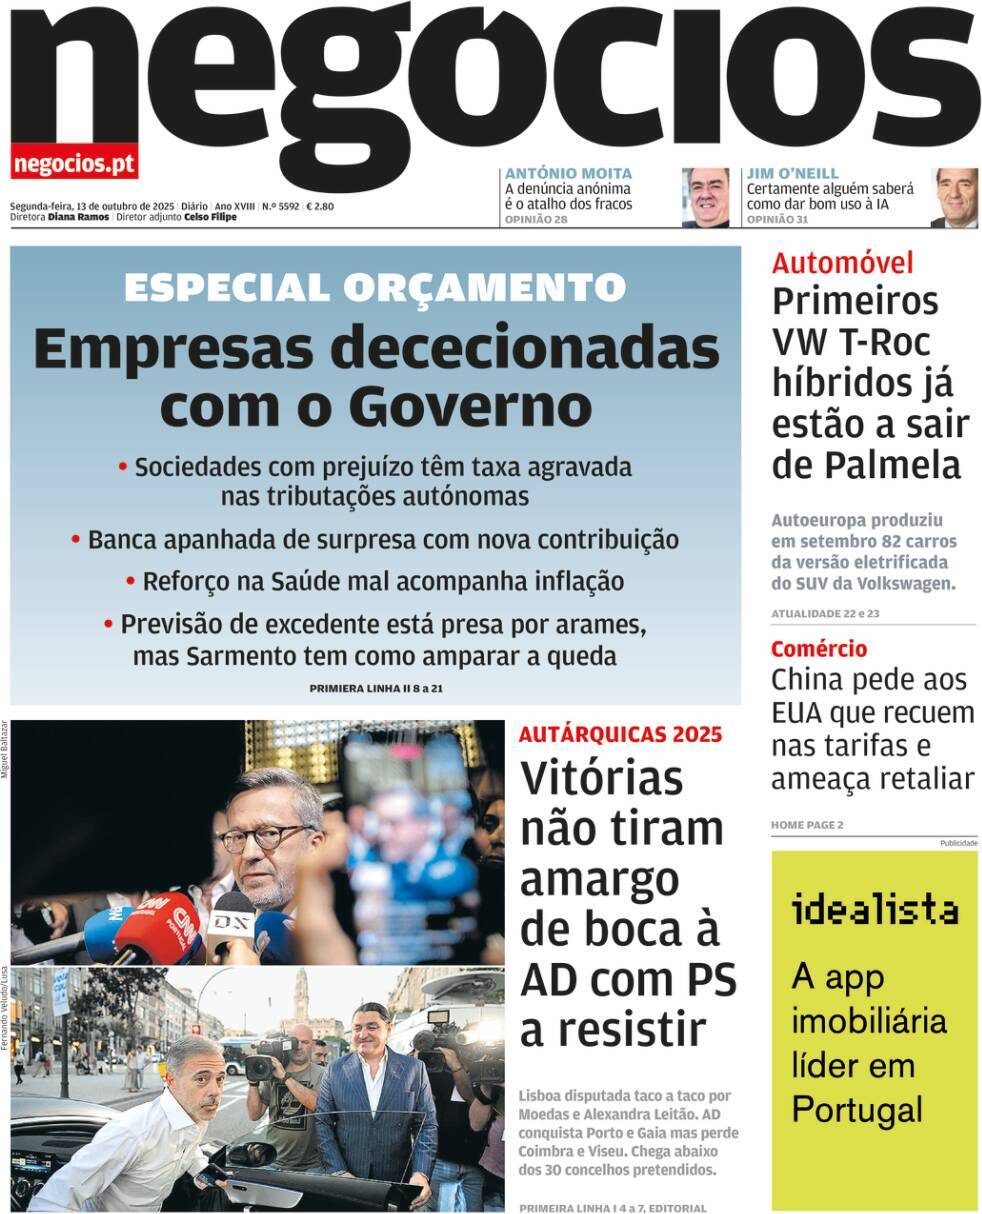 negócios
negocios.pt
Segunda-feira, 13 de outubro de 2025 | Diário | Ano XVIII | N.º 5592 | € 2.80
Diretora Diana Ramos | Diretor adjunto Celso Filipe
ANTÓNIO MOITA
A denúncia anónima
é o atalho dos fracos
OPINIÃO 28
JIM O'NEILL
Certamente alguém saberá
como dar bom uso à IA
OPINIÃO 31
ESPECIAL ORÇAMENTO
Empresas dececionadas
com o Governo
• Sociedades com prejuízo têm taxa agravada
nas tributações autónomas
• Banca apanhada de surpresa com nova contribuição
• Reforço na Saúde mal acompanha inflação
• Previsão de excedente está presa por arames,
mas Sarmento tem como amparar a queda
PRIMIERA LINHA II 8 a 21
Automóvel
Primeiros
VW T-Roc
híbridos já
estão a sair
de Palmela
Autoeuropa produziu
em setembro 82 carros
da versão eletrificada
do SUV da Volkswagen.
ATUALIDADE 22 e 23
Comércio
China pede aos
EUA que recuem
nas tarifas e
ameaça retaliar
HOME PAGE 2
Miguel Baltazar
CNN
PORTUGAL
CNN
PORTUGAL
Fernando Veludo/Lusa
AUTÁRQUICAS 2025
Vitórias
não tiram
amargo
de boca à
AD com PS
a resistir
Lisboa disputada taco a taco por
Moedas e Alexandra Leitão. AD
conquista Porto e Gaia mas perde
Coimbra e Viseu. Chega abaixo
dos 30 concelhos pretendidos.
PRIMEIRA LINHA I 4 a 7, EDITORIAL
Publicidade
idealista
A app
imobiliária
líder em
Portugal